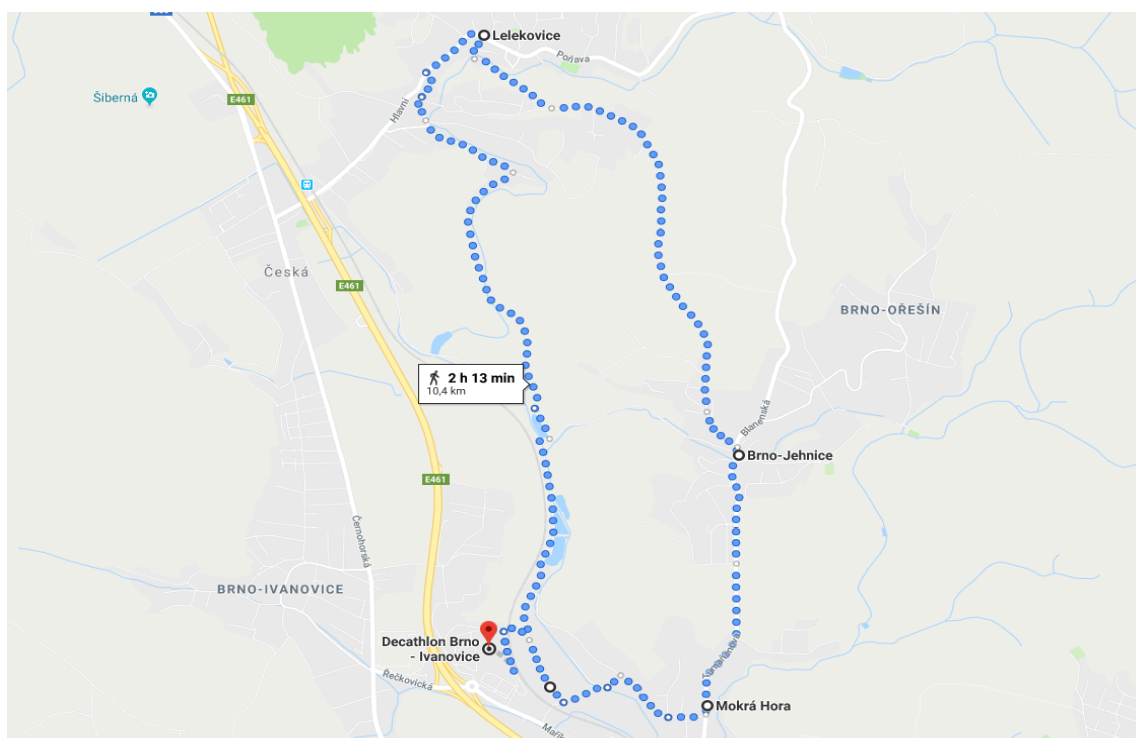 Lelekovice
Ponava
Šiberná
E461
Hlavní
Česká
E461
BRNO-OŘEŠÍN
2 h 13 min
10,4 km
Blanenská
Brno-Jehnice
E461
Černohorská
BRNO-IVANOVICE
Decathlon Brno
- Ivanovice
Řečkovická
Mokrá Hora